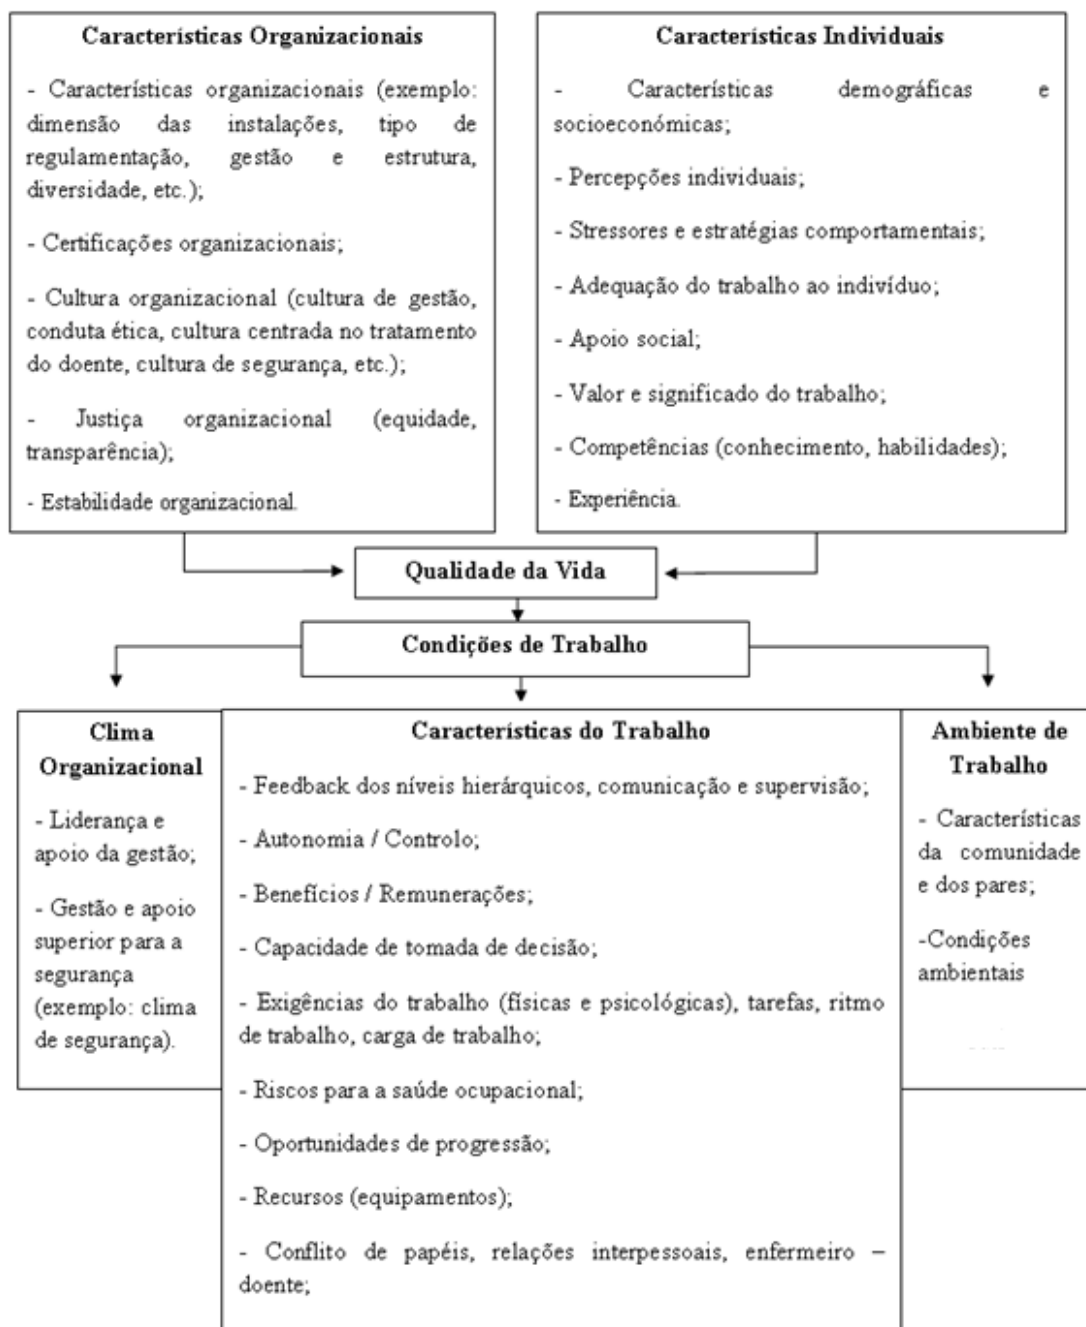 Características Organizacionais
- Características organizacionais (exemplo:
dimensão das instalações, tipo de
regulamentação, gestão e estrutura,
diversidade, etc.);
- Certificações organizacionais;
- Cultura organizacional (cultura de gestão,
conduta ética, cultura centrada no tratamento
do doente, cultura de segurança, etc.);
- Justiça organizacional (equidade,
transparência);
- Estabilidade organizacional.
Características Individuais
- Características demográficas e
socioeconómicas;
- Percepções individuais;
- Stressores e estratégias comportamentais;
- Adequação do trabalho ao indivíduo;
- Apoio social;
- Valor e significado do trabalho;
- Competências (conhecimento, habilidades);
- Experiência.
Qualidade da Vida
Condições de Trabalho
Clima
Organizacional
- Liderança e
apoio da gestão;
- Gestão e apoio
superior para a
segurança
(exemplo: clima
de segurança).
Características do Trabalho
- Feedback dos níveis hierárquicos, comunicação e supervisão;
- Autonomia / Controlo;
- Benefícios / Remunerações;
- Capacidade de tomada de decisão;
- Exigências do trabalho (físicas e psicológicas), tarefas, ritmo
de trabalho, carga de trabalho;
- Riscos para a saúde ocupacional;
- Oportunidades de progressão;
- Recursos (equipamentos);
- Conflito de papéis, relações interpessoais, enfermeiro –
doente;
Ambiente de
Trabalho
- Características
da comunidade
e dos pares;
-Condições
ambientais